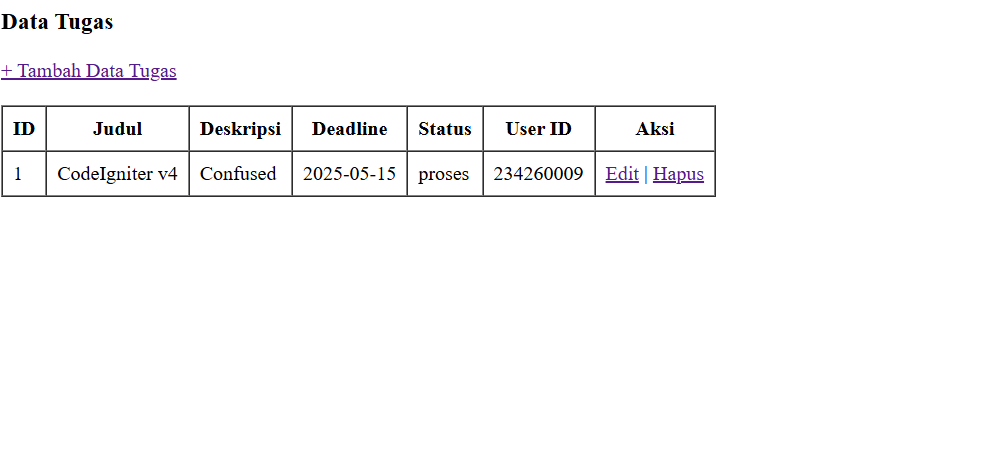 Data Tugas
+ Tambah Data Tugas
ID Judul Deskripsi Deadline Status User ID Aksi
1 CodeIgniter v4 Confused 2025-05-15 proses 234260009 Edit | Hapus